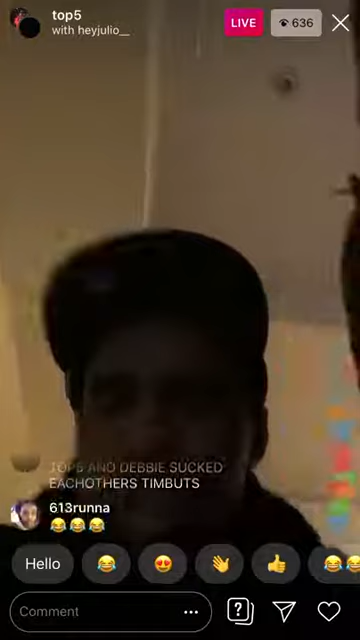 top5
with heyjulio__
LIVE
636
TOP5 AND DEBBIE SUCKED
EACHOTHERS TIMBUTS
613runna
😂😂😂
Hello
Comment